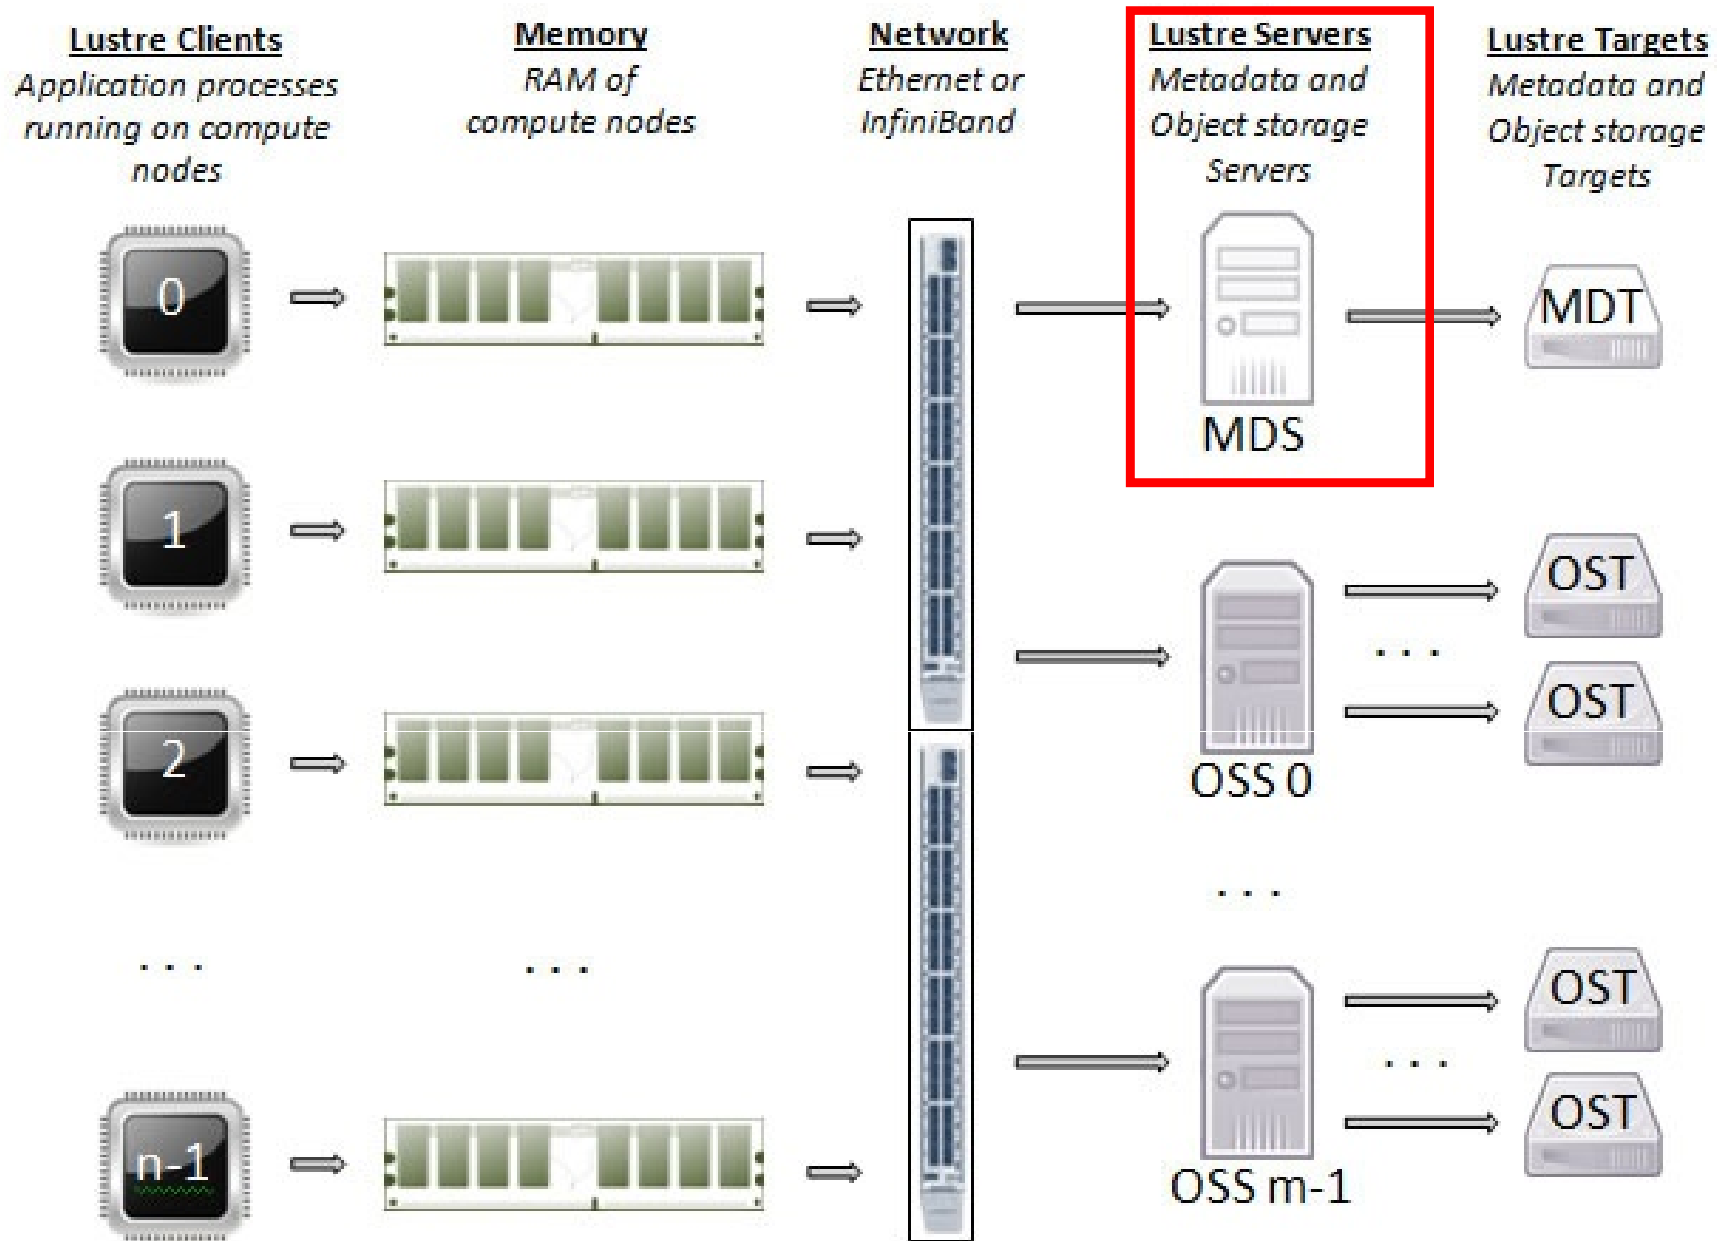 Lustre Clients
Application processes
running on compute
nodes
Memory
RAM of
compute nodes
Network
Ethernet or
InfiniBand
Lustre Servers
Metadata and
Object storage
Servers
Lustre Targets
Metadata and
Object storage
Targets
0
MDS
MDT
1
OST
. . .
OST
2
OSS 0
. . .
. . .
. . .
OST
. . .
OST
n-1
OSS m-1